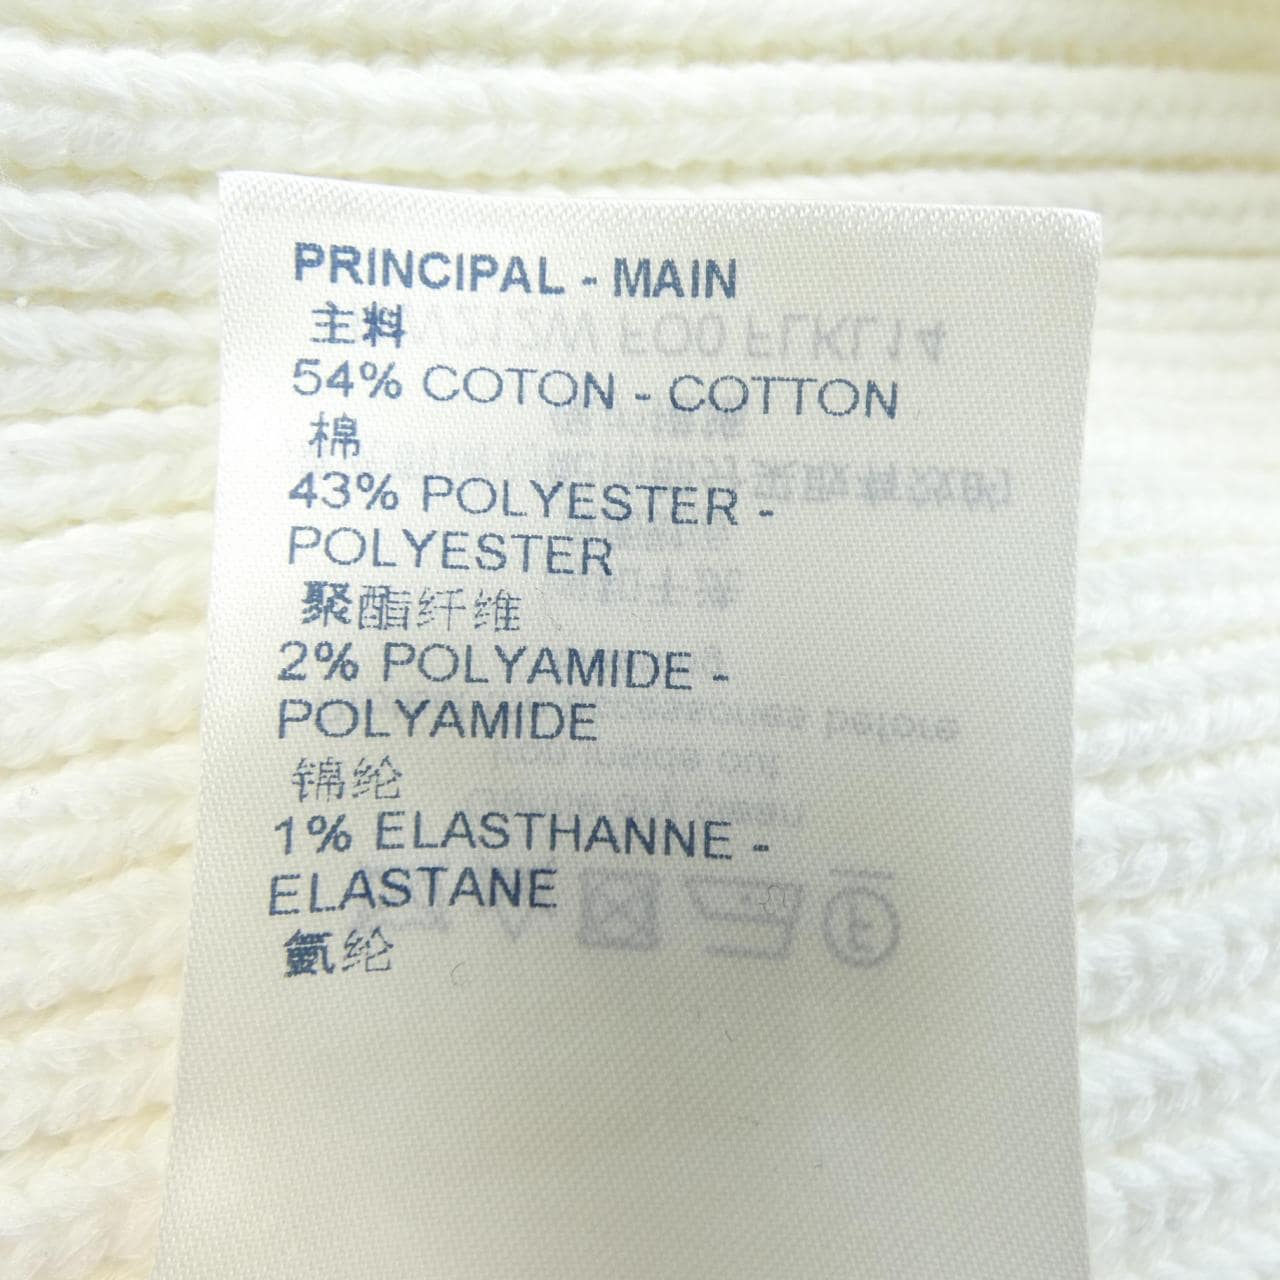 PRINCIPAL - MAIN
主料
54% COTON - COTTON
棉
43% POLYESTER -
POLYESTER
聚酯纤维
2% POLYAMIDE -
POLYAMIDE
锦纶
1% ELASTHANNE -
ELASTANE
氨纶